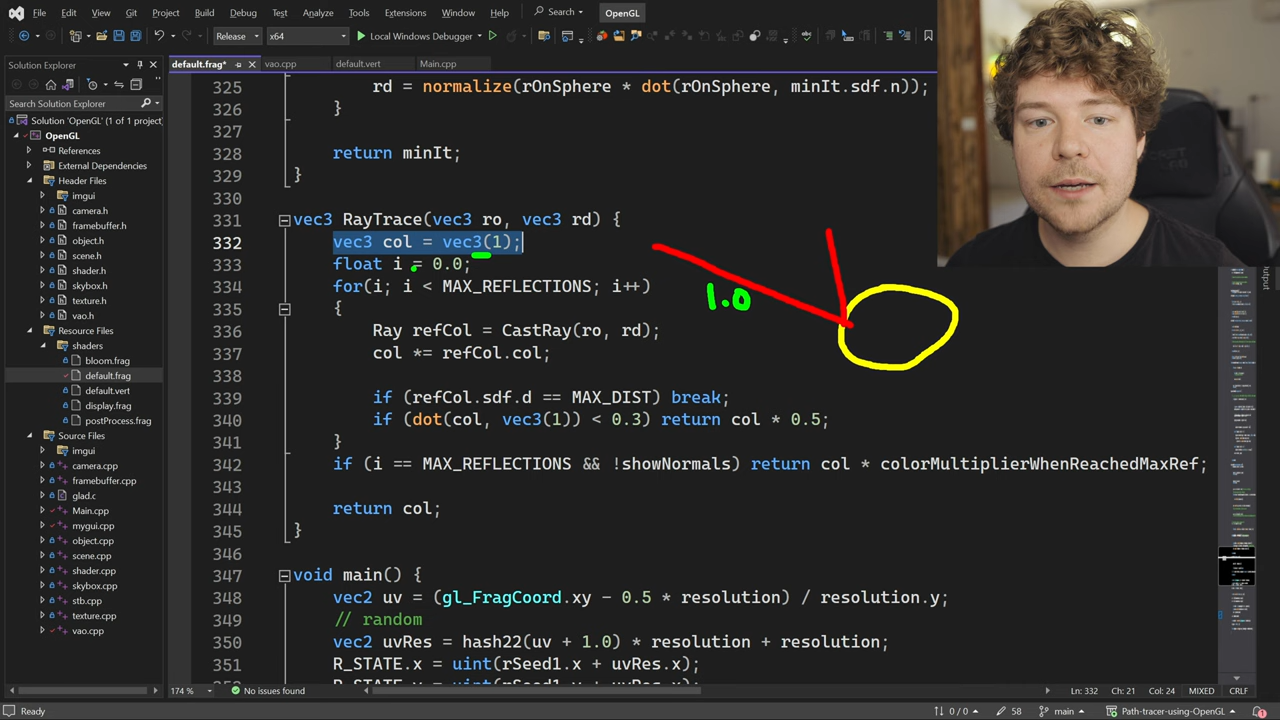 File Edit View Git Project Build Debug Test Analyze Tools Extensions Window Help Search OpenGL
Release x64 Local Windows Debugger
Solution Explorer
Search Solution Explorer
Solution 'OpenGL' (1 of 1 project)
OpenGL
References
External Dependencies
Header Files
imgui
camera.h
framebuffer.h
object.h
scene.h
shader.h
skybox.h
texture.h
vao.h
Resource Files
shaders
bloom.frag
default.frag
default.vert
display.frag
postProcess.frag
Source Files
imgui
camera.cpp
framebuffer.cpp
glad.c
Main.cpp
mygui.cpp
object.cpp
scene.cpp
shader.cpp
skybox.cpp
stb.cpp
texture.cpp
vao.cpp
default.frag* vao.cpp default.vert Main.cpp
325 rd = normalize(rOnSphere * dot(rOnSphere, minIt.sdf.n));
326 }
327
328 return minIt;
329 }
330
331 vec3 RayTrace(vec3 ro, vec3 rd) {
332 vec3 col = vec3(1);
333 float i = 0.0;
334 for(i; i < MAX_REFLECTIONS; i++)
335 {
336 Ray refCol = CastRay(ro, rd);
337 col *= refCol.col;
338
339 if (refCol.sdf.d == MAX_DIST) break;
340 if (dot(col, vec3(1)) < 0.3) return col * 0.5;
341 }
342 if (i == MAX_REFLECTIONS && !showNormals) return col * colorMultiplierWhenReachedMaxRef;
343
344 return col;
345 }
346
347 void main() {
348 vec2 uv = (gl_FragCoord.xy - 0.5 * resolution) / resolution.y;
349 // random
350 vec2 uvRes = hash22(uv + 1.0) * resolution + resolution;
351 R_STATE.x = uint(rSeed1.x + uvRes.x);
1.0
Output
174 % No issues found Ln: 332 Ch: 21 Col: 24 MIXED CRLF
Ready 0 / 0 58 main Path-tracer-using-OpenGL 1